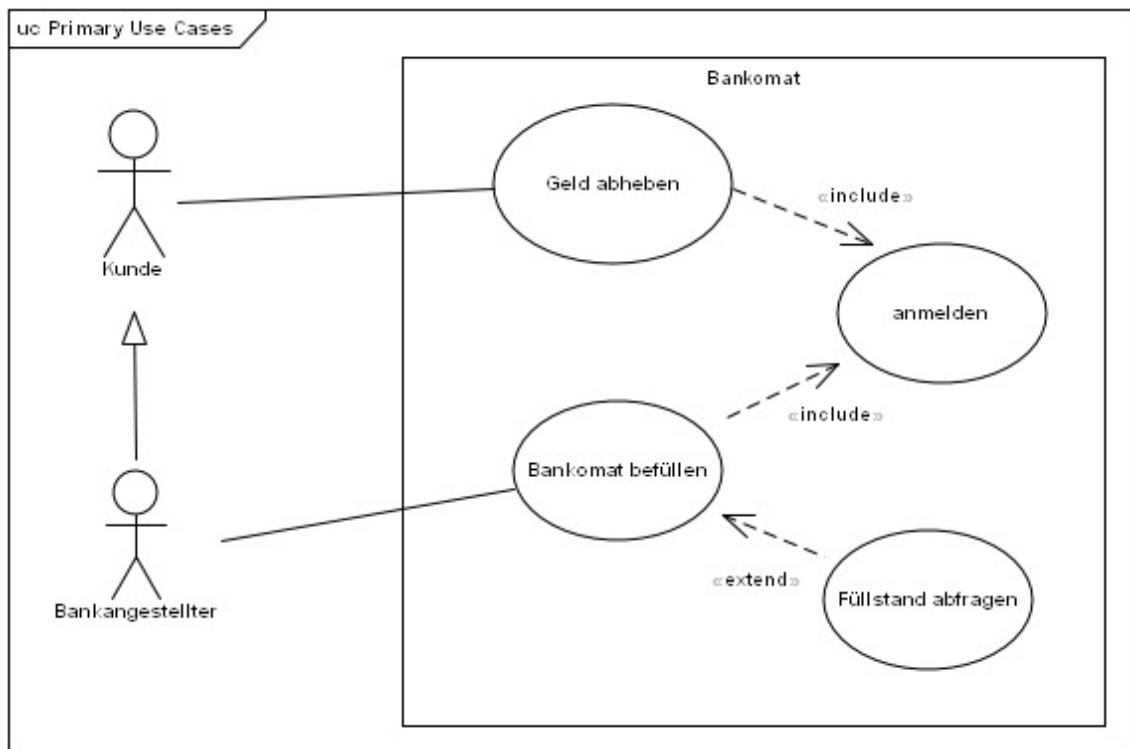 uc Primary Use Cases
Bankomat
Geld abheben
«include»
Kunde
anmelden
«include»
Bankomat befüllen
«extend»
Füllstand abfragen
Bankangestellter